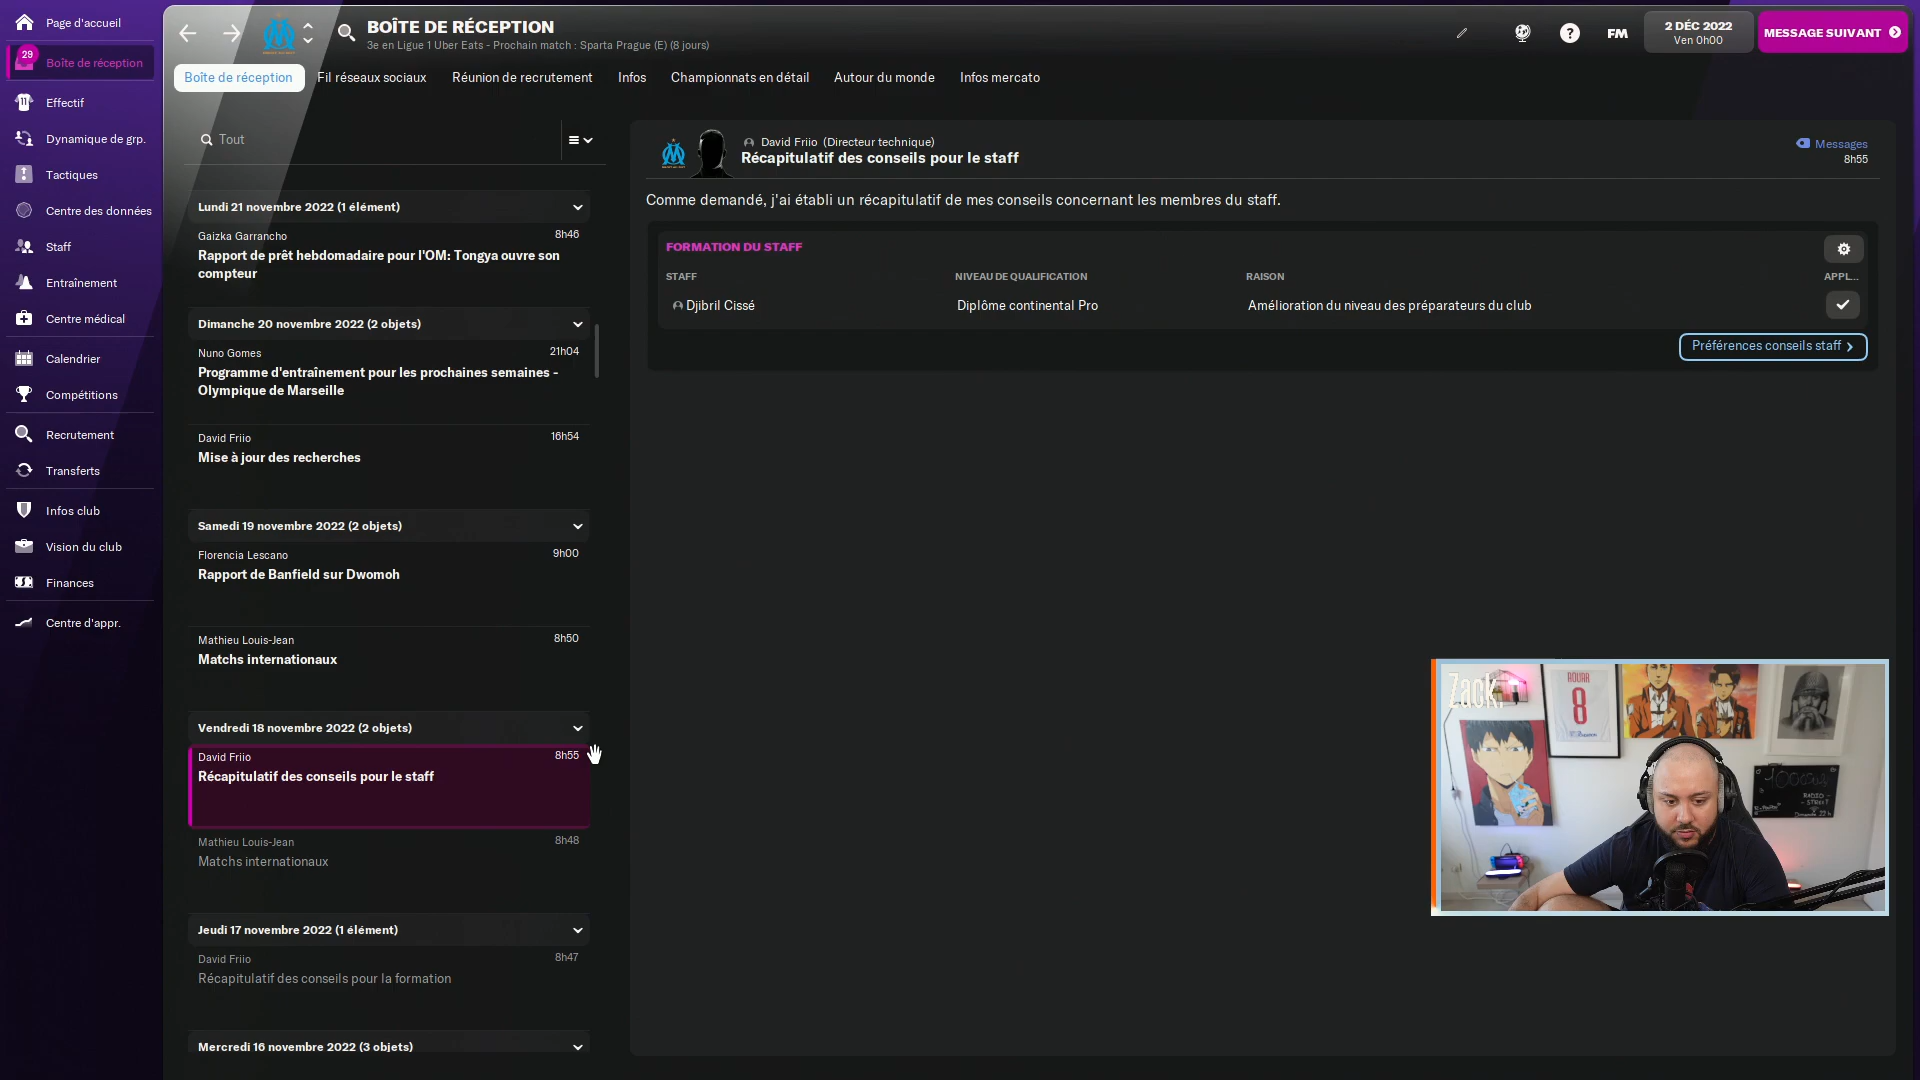 Page d'accueil
29
Boîte de réception
Effectif
Dynamique de grp.
Tactiques
Centre des données
Staff
Entraînement
Centre médical
Calendrier
Compétitions
Recrutement
Transferts
Infos club
Vision du club
Finances
Centre d'appr.
BOÎTE DE RÉCEPTION
3e en Ligue 1 Uber Eats - Prochain match : Sparta Prague (E) (8 jours)
FM
2 DÉC 2022
Ven 0h00
MESSAGE SUIVANT
Boîte de réception
Fil réseaux sociaux
Réunion de recrutement
Infos
Championnats en détail
Autour du monde
Infos mercato
Tout
Lundi 21 novembre 2022 (1 élément)
Gaizka Garrancho 8h46
Rapport de prêt hebdomadaire pour l'OM: Tongya ouvre son
compteur
Dimanche 20 novembre 2022 (2 objets)
Nuno Gomes 21h04
Programme d'entraînement pour les prochaines semaines -
Olympique de Marseille
David Friio 16h54
Mise à jour des recherches
Samedi 19 novembre 2022 (2 objets)
Florencia Lescano 9h00
Rapport de Banfield sur Dwomoh
Mathieu Louis-Jean 8h50
Matchs internationaux
Vendredi 18 novembre 2022 (2 objets)
David Friio 8h55
Récapitulatif des conseils pour le staff
Mathieu Louis-Jean 8h48
Matchs internationaux
Jeudi 17 novembre 2022 (1 élément)
David Friio 8h47
Récapitulatif des conseils pour la formation
Mercredi 16 novembre 2022 (3 objets)
David Friio (Directeur technique)
Récapitulatif des conseils pour le staff
Messages
8h55
Comme demandé, j'ai établi un récapitulatif de mes conseils concernant les membres du staff.
FORMATION DU STAFF
STAFF NIVEAU DE QUALIFICATION RAISON APPL...
Djibril Cissé Diplôme continental Pro Amélioration du niveau des préparateurs du club
Préférences conseils staff
Zack.
AOUAR
8
RADIO
STREET